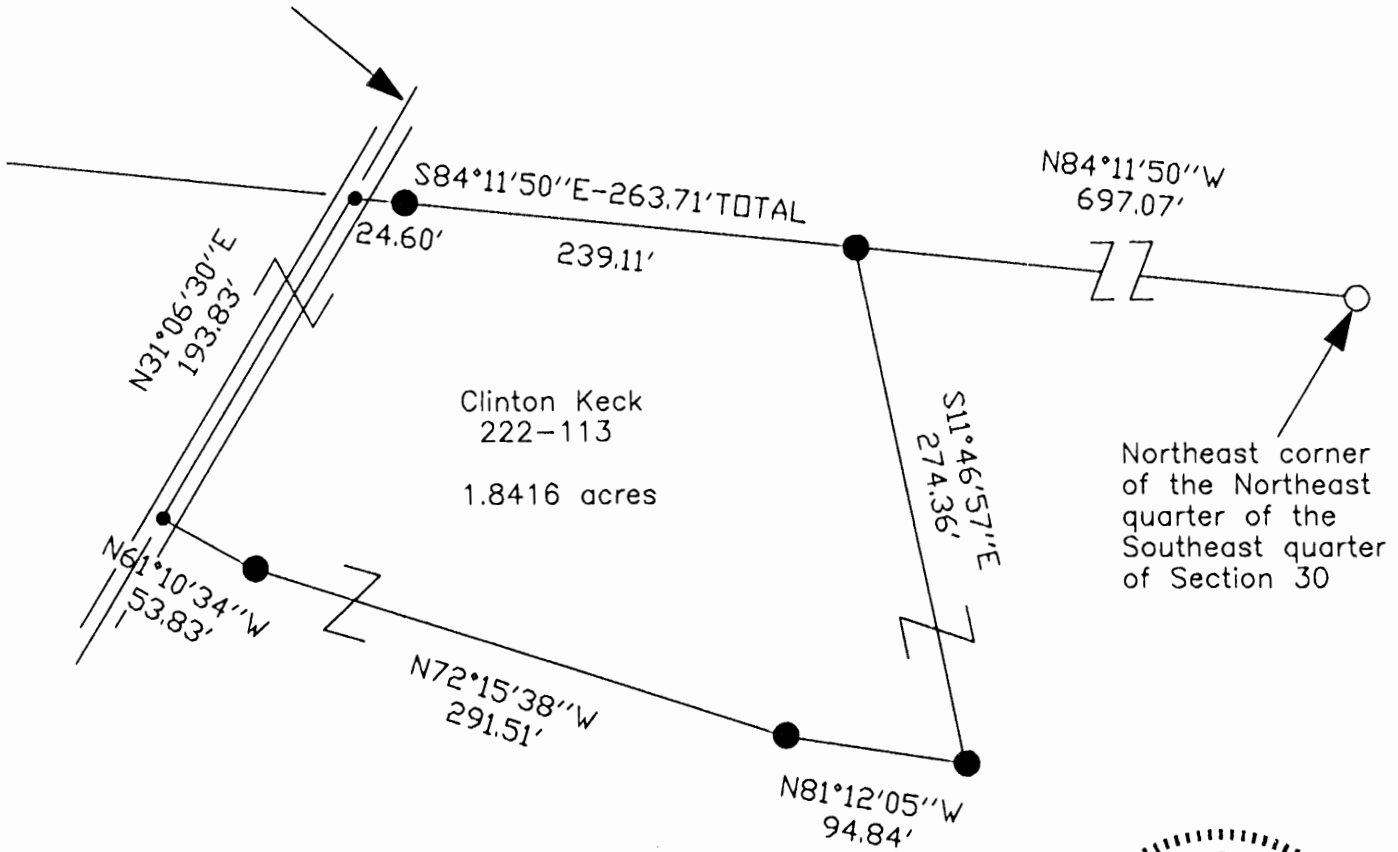 N84°11'50''W
697.07'
S84°11'50''E-263.71'TOTAL
24.60'
239.11'
N31°06'30''E
193.83'
Clinton Keck
222-113
1.8416 acres
S11°46'57''E
274.36'
Northeast corner
of the Northeast
quarter of the
Southeast quarter
of Section 30
N61°10'34''W
53.83'
N72°15'38''W
291.51'
N81°12'05''W
94.84'